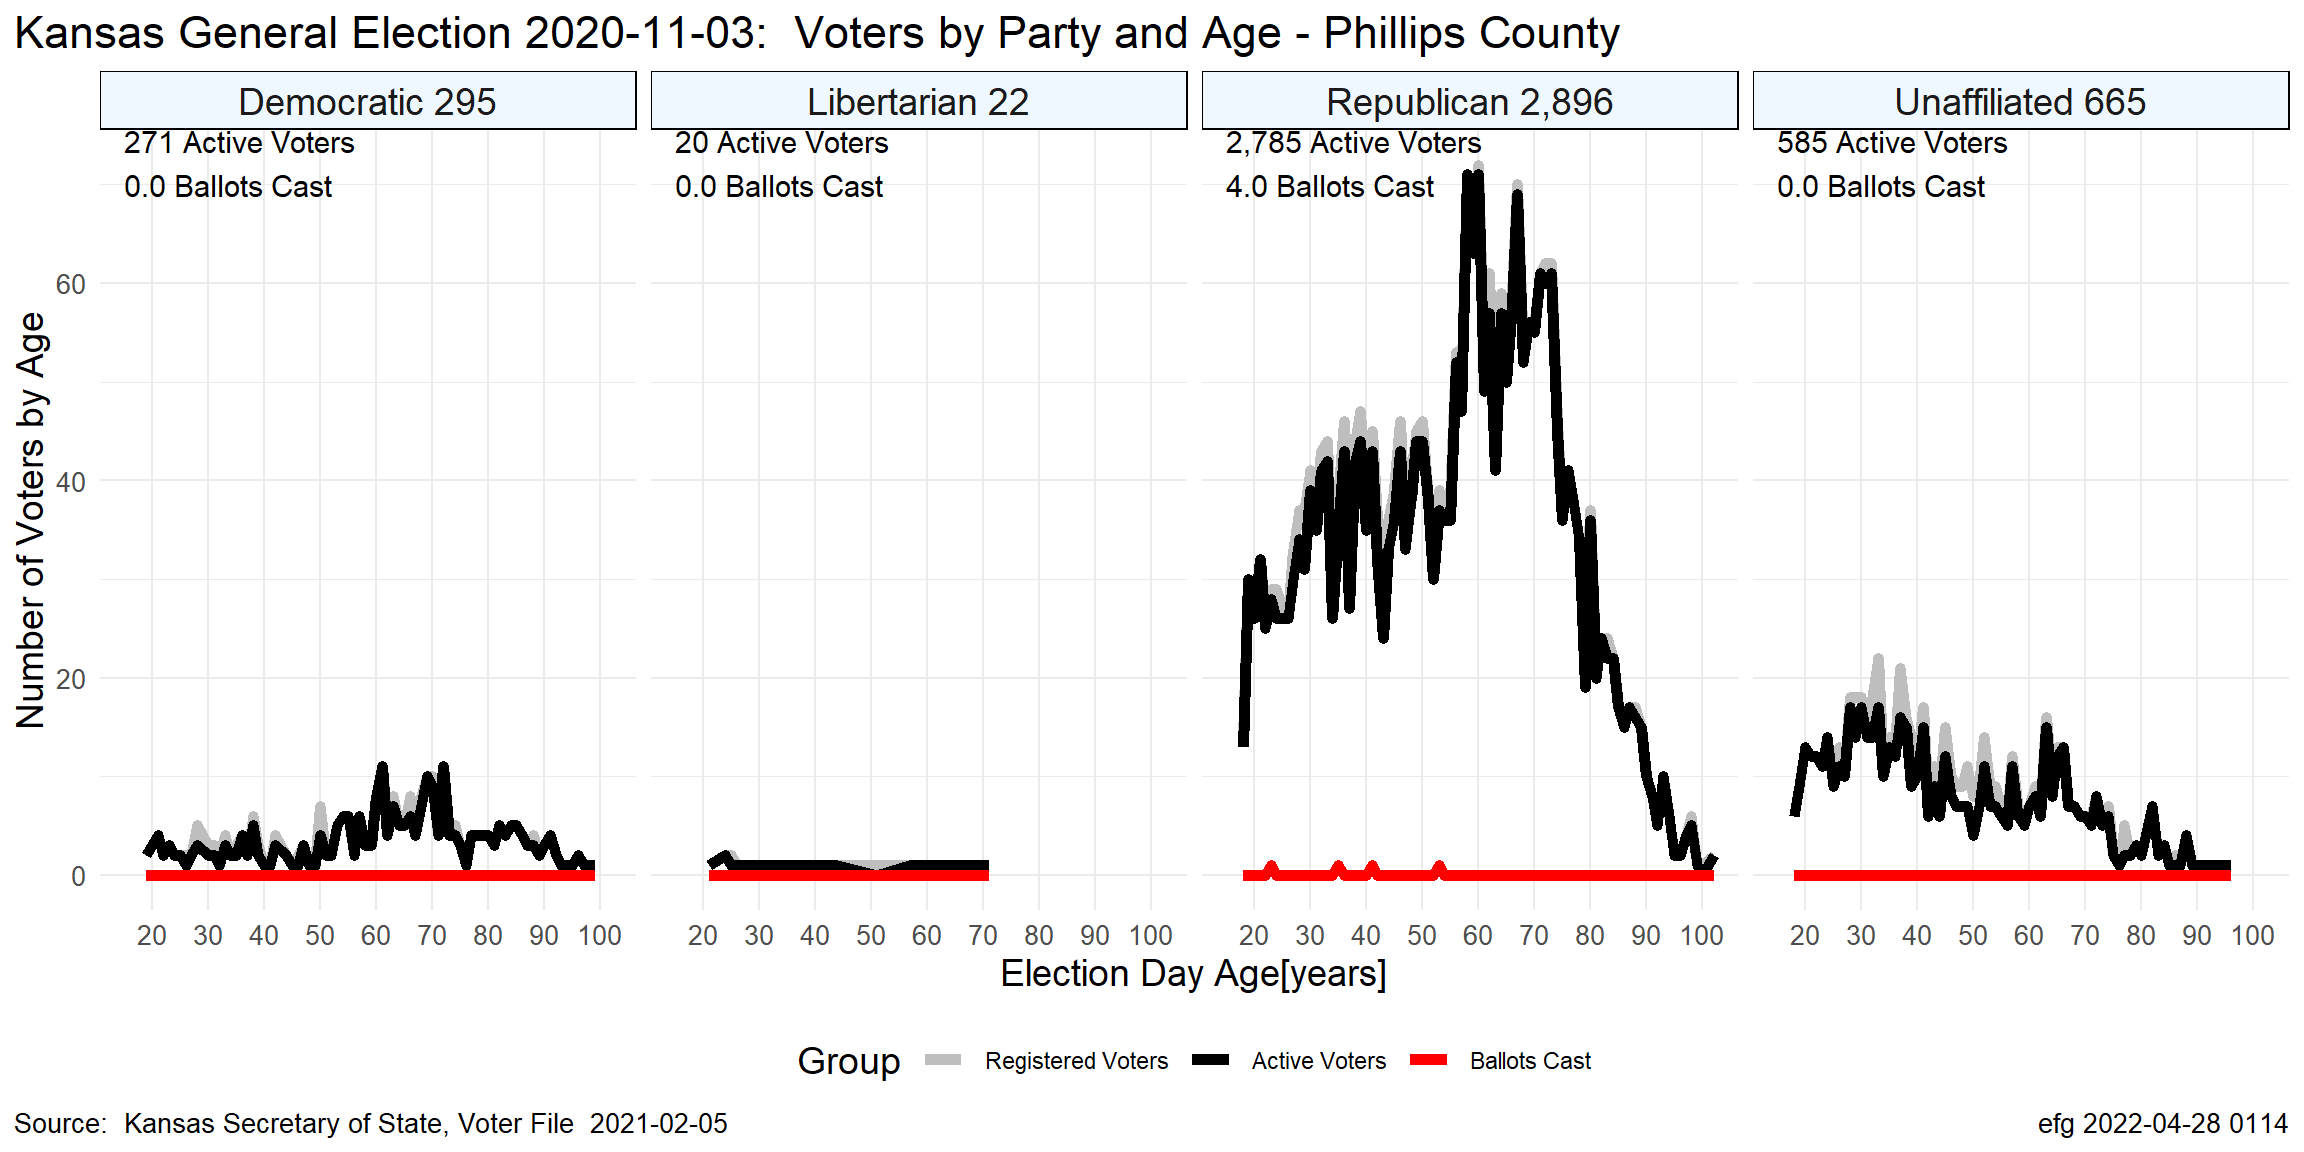 Kansas General Election 2020-11-03:  Voters by Party and Age - Phillips County
Democratic 295
Libertarian 22
Republican 2,896
Unaffiliated 665
271 Active Voters
0.0 Ballots Cast
20 Active Voters
0.0 Ballots Cast
2,785 Active Voters
4.0 Ballots Cast
585 Active Voters
0.0 Ballots Cast
Number of Voters by Age
60
40
20
0
20 30 40 50 60 70 80 90 100
20 30 40 50 60 70 80 90 100
20 30 40 50 60 70 80 90 100
20 30 40 50 60 70 80 90 100
Election Day Age[years]
Group Registered Voters Active Voters Ballots Cast
Source:  Kansas Secretary of State, Voter File  2021-02-05
efg 2022-04-28 0114